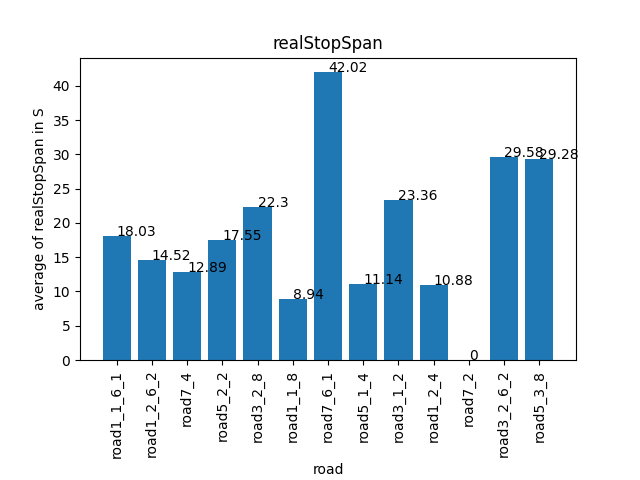 realStopSpan
average of realStopSpan in S
40
35
30
25
20
15
10
5
0
18.03
14.52
12.89
17.55
22.3
8.94
42.02
11.14
23.36
10.88
0
29.58
29.28
road1_1_6_1
road1_2_6_2
road7_4
road5_2_2
road3_2_8
road1_1_8
road7_6_1
road5_1_4
road3_1_2
road1_2_4
road7_2
road3_2_6_2
road5_3_8
road